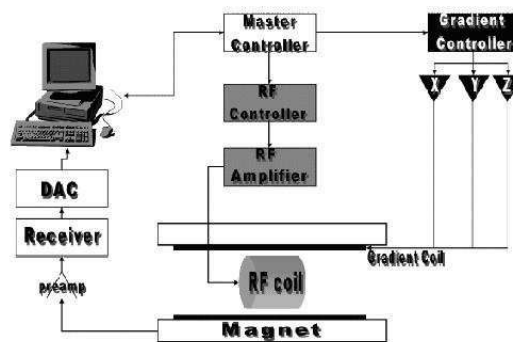 Master
Controller
Gradient
Controller
RF
Controller
X
Y
Z
RF
Amplifier
DAC
Receiver
Gradient Coil
RF coil
preamp
Magnet